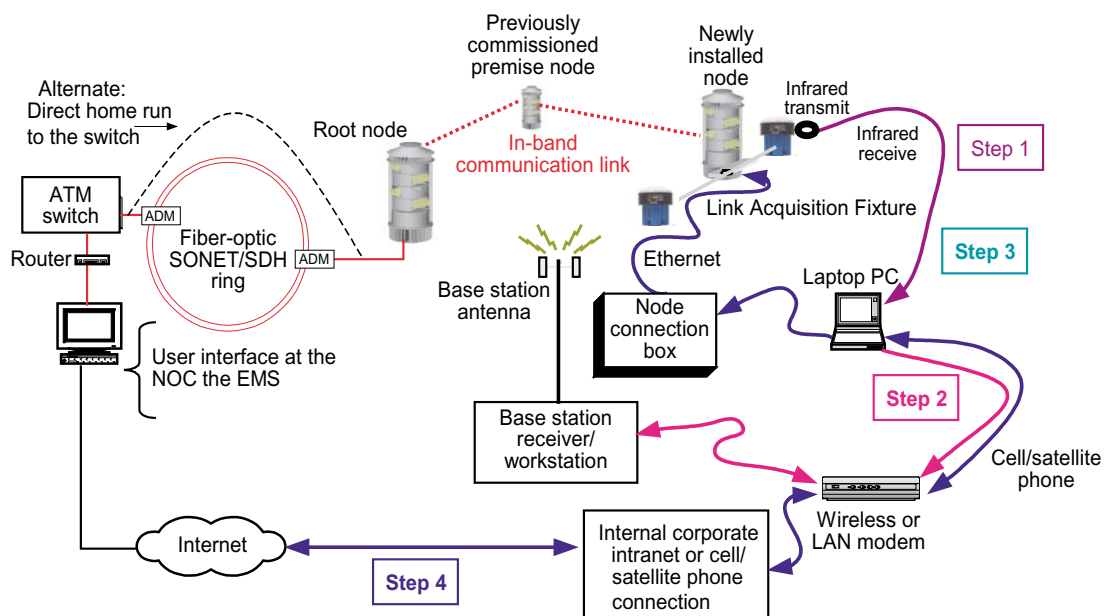 Alternate:
Direct home run
to the switch
Previously
commissioned
premise node
Newly
installed
node
Infrared
transmit
Root node
In-band
communication link
Infrared
receive
Step 1
ATM
switch
ADM
Fiber-optic
SONET/SDH
ring
ADM
Link Acquisition Fixture
Router
Ethernet
Step 3
Base station
antenna
Laptop PC
Node
connection
box
User interface at the
NOC the EMS
Step 2
Base station
receiver/
workstation
Cell/satellite
phone
Wireless or
LAN modem
Internet
Step 4
Internal corporate
intranet or cell/
satellite phone
connection